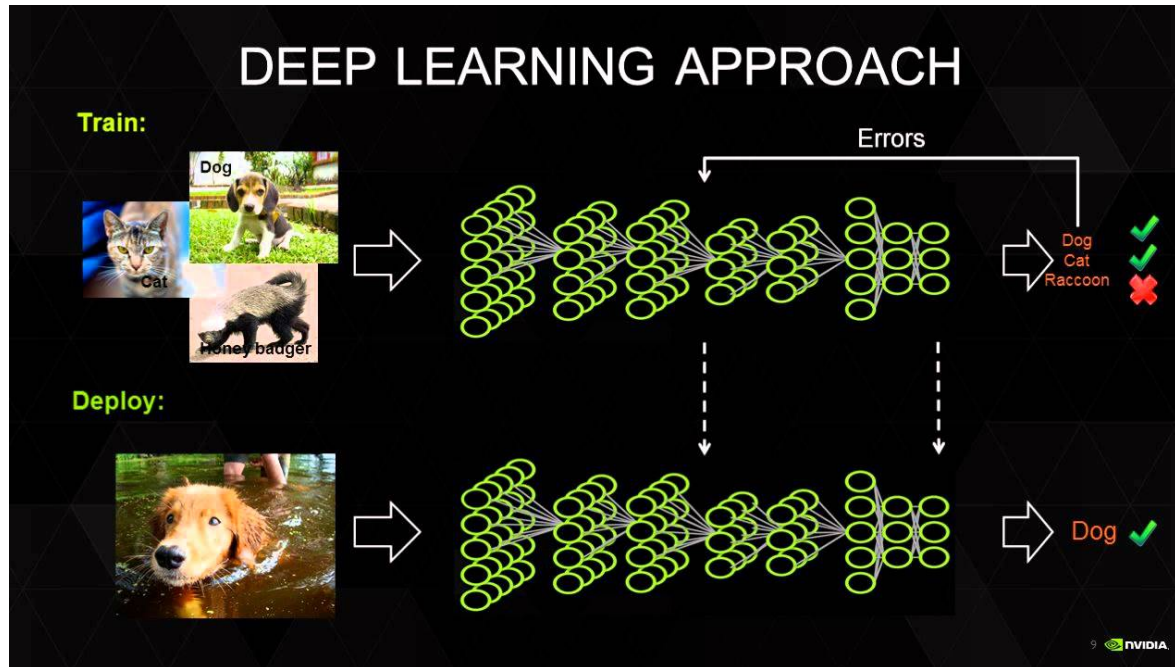 DEEP LEARNING APPROACH
Train:
Errors
Dog
Cat
Honey badger
Dog
Cat
Raccoon
Deploy:
Dog
9 NVIDIA